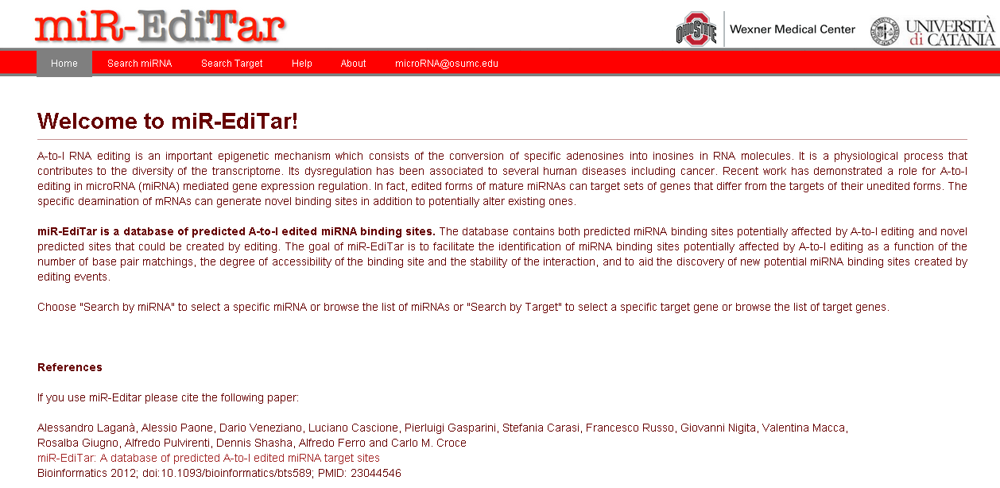 miR-EdiTar
OHIO STATE
Wexner Medical Center
UNIVERSITÀ
di CATANIA
Home
Search miRNA
Search Target
Help
About
microRNA@osumc.edu
Welcome to miR-EdiTar!
A-to-I RNA editing is an important epigenetic mechanism which consists of the conversion of specific adenosines into inosines in RNA molecules. It is a physiological process that
contributes to the diversity of the transcriptome. Its dysregulation has been associated to several human diseases including cancer. Recent work has demonstrated a role for A-to-I
editing in microRNA (miRNA) mediated gene expression regulation. In fact, edited forms of mature miRNAs can target sets of genes that differ from the targets of their unedited forms. The
specific deamination of mRNAs can generate novel binding sites in addition to potentially alter existing ones.
miR-EdiTar is a database of predicted A-to-I edited miRNA binding sites. The database contains both predicted miRNA binding sites potentially affected by A-to-I editing and novel
predicted sites that could be created by editing. The goal of miR-EdiTar is to facilitate the identification of miRNA binding sites potentially affected by A-to-I editing as a function of the
number of base pair matchings, the degree of accessibility of the binding site and the stability of the interaction, and to aid the discovery of new potential miRNA binding sites created by
editing events.
Choose "Search by miRNA" to select a specific miRNA or browse the list of miRNAs or "Search by Target" to select a specific target gene or browse the list of target genes.
References
If you use miR-Editar please cite the following paper:
Alessandro Laganà, Alessio Paone, Dario Veneziano, Luciano Cascione, Pierluigi Gasparini, Stefania Carasi, Francesco Russo, Giovanni Nigita, Valentina Macca,
Rosalba Giugno, Alfredo Pulvirenti, Dennis Shasha, Alfredo Ferro and Carlo M. Croce
miR-EdiTar: A database of predicted A-to-I edited miRNA target sites
Bioinformatics 2012; doi:10.1093/bioinformatics/bts589; PMID: 23044546